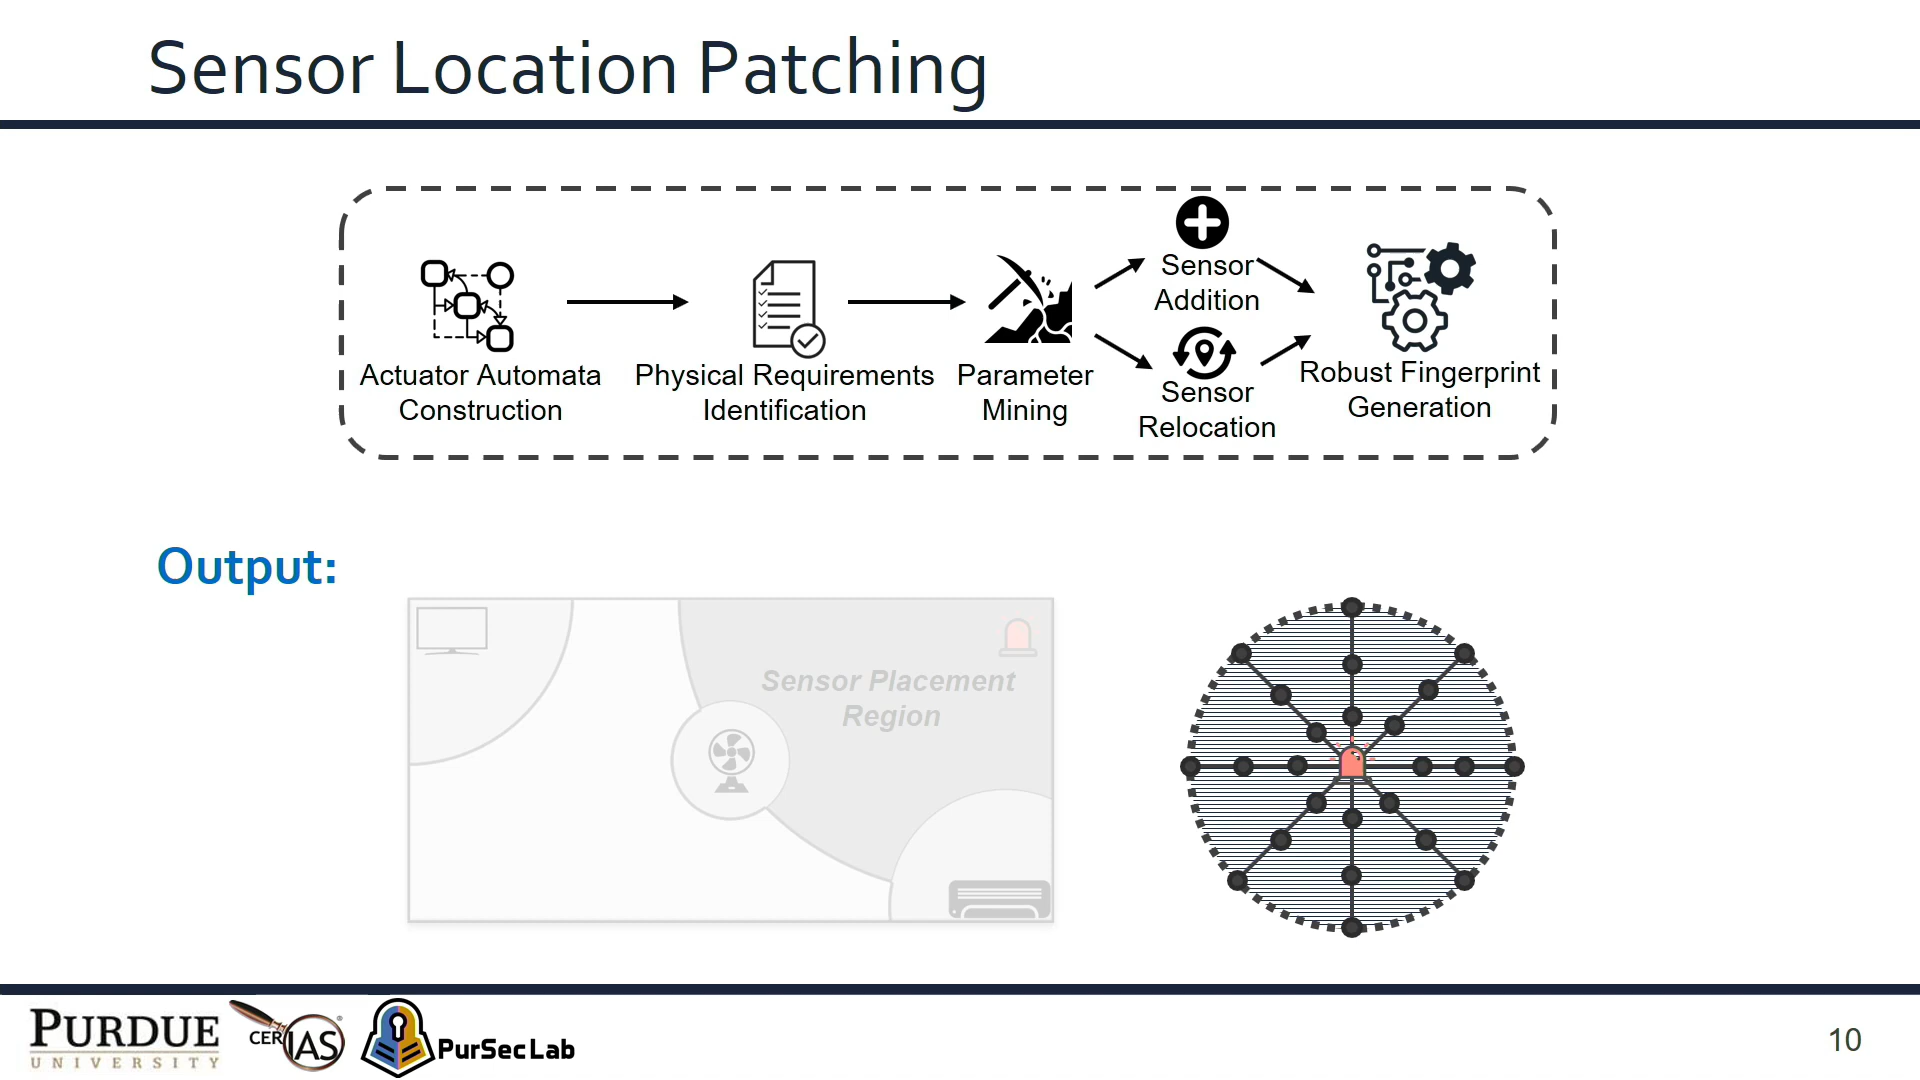 Sensor Location Patching
Actuator Automata
Construction
Physical Requirements
Identification
Parameter
Mining
Sensor
Addition
Sensor
Relocation
Robust Fingerprint
Generation
Output:
Sensor Placement
Region
PURDUE
UNIVERSITY
CERIAS
®
PurSecLab
10